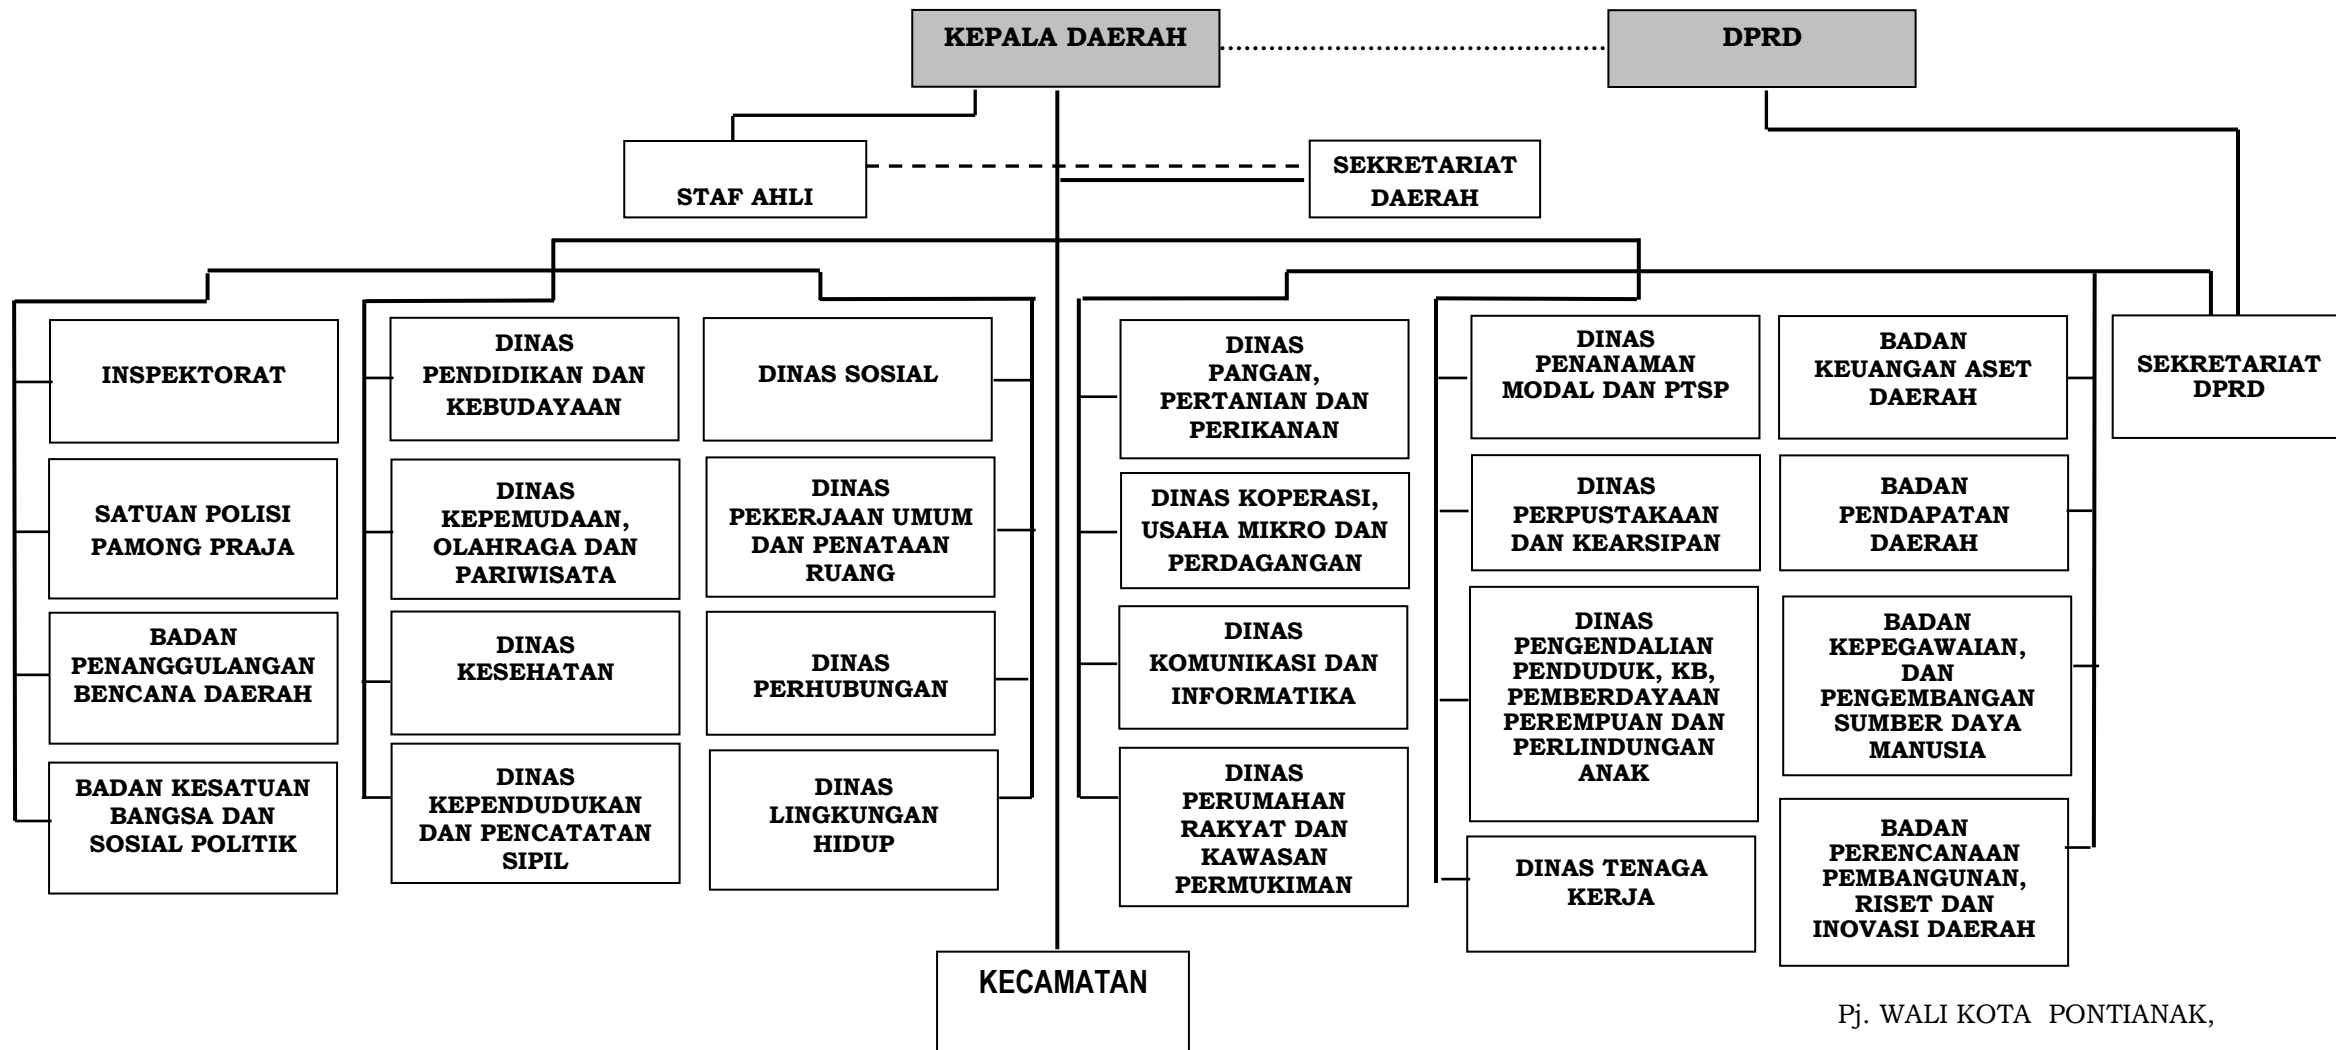 KEPALA DAERAH
DPRD
STAF AHLI
SEKRETARIAT
DAERAH
INSPEKTORAT
SATUAN POLISI
PAMONG PRAJA
BADAN
PENANGGULANGAN
BENCANA DAERAH
BADAN KESATUAN
BANGSA DAN
SOSIAL POLITIK
DINAS
PENDIDIKAN DAN
KEBUDAYAAN
DINAS
KEPEMUDAAN,
OLAHRAGA DAN
PARIWISATA
DINAS
KESEHATAN
DINAS
KEPENDUDUKAN
DAN PENCATATAN
SIPIL
DINAS SOSIAL
DINAS
PEKERJAAN UMUM
DAN PENATAAN
RUANG
DINAS
PERHUBUNGAN
DINAS
LINGKUNGAN
HIDUP
DINAS
PANGAN,
PERTANIAN DAN
PERIKANAN
DINAS KOPERASI,
USAHA MIKRO DAN
PERDAGANGAN
DINAS
KOMUNIKASI DAN
INFORMATIKA
DINAS
PERUMAHAN
RAKYAT DAN
KAWASAN
PERMUKIMAN
DINAS
PENANAMAN
MODAL DAN PTSP
DINAS
PERPUSTAKAAN
DAN KEARSIPAN
DINAS
PENGENDALIAN
PENDUDUK, KB,
PEMBERDAYAAN
PEREMPUAN DAN
PERLINDUNGAN
ANAK
DINAS TENAGA
KERJA
BADAN
KEUANGAN ASET
DAERAH
BADAN
PENDAPATAN
DAERAH
BADAN
KEPEGAWAIAN,
DAN
PENGEMBANGAN
SUMBER DAYA
MANUSIA
BADAN
PERENCANAAN
PEMBANGUNAN,
RISET DAN
INOVASI DAERAH
SEKRETARIAT
DPRD
KECAMATAN
Pj. WALI KOTA PONTIANAK,